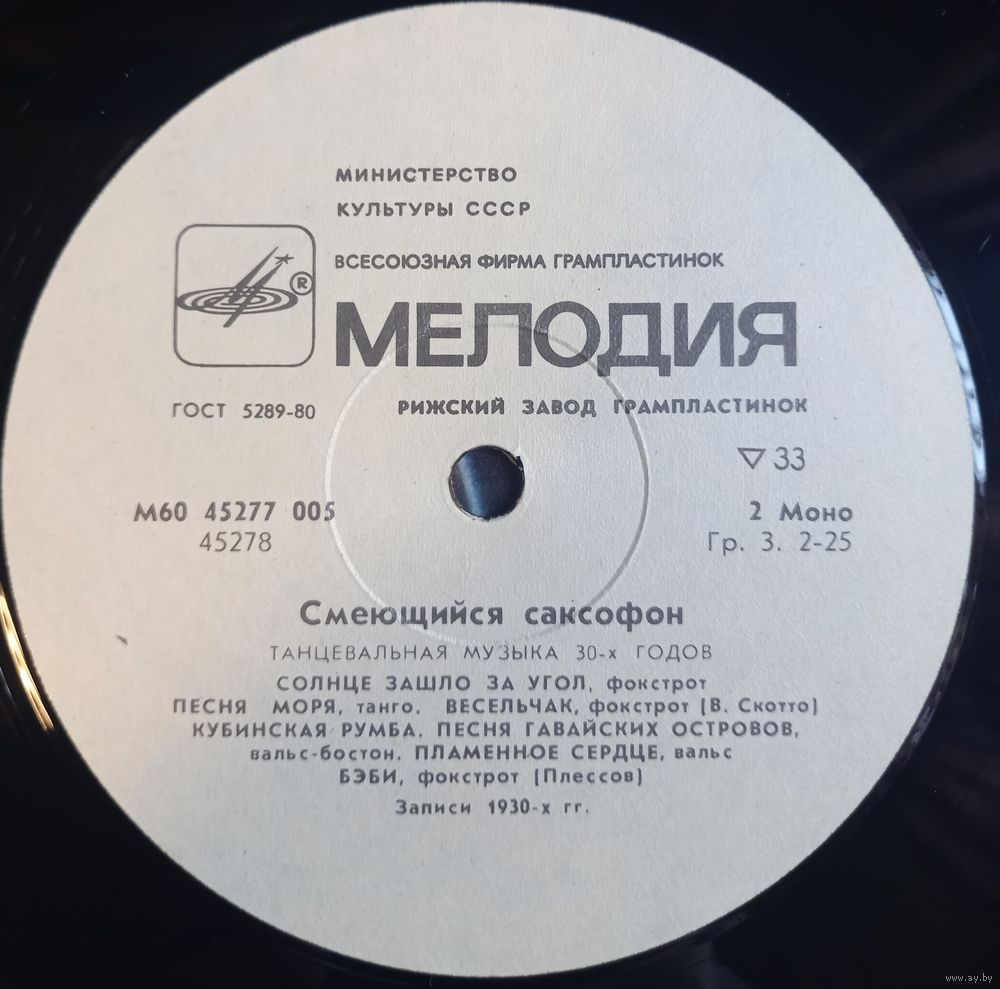 МИНИСТЕРСТВО
КУЛЬТУРЫ СССР
ВСЕСОЮЗНАЯ ФИРМА ГРАМПЛАСТИНОК
®
МЕЛОДИЯ
ГОСТ 5289-80
РИЖСКИЙ ЗАВОД ГРАМПЛАСТИНОК
▽ 33
М60 45277 005
2 Моно
45278
Гр. 3. 2-25
Смеющийся саксофон
ТАНЦЕВАЛЬНАЯ МУЗЫКА 30-х ГОДОВ
СОЛНЦЕ ЗАШЛО ЗА УГОЛ, фокстрот
ПЕСНЯ МОРЯ, танго. ВЕСЕЛЬЧАК, фокстрот (В. Скотто)
КУБИНСКАЯ РУМБА. ПЕСНЯ ГАВАЙСКИХ ОСТРОВОВ,
вальс-бостон. ПЛАМЕННОЕ СЕРДЦЕ, вальс
БЭБИ, фокстрот (Плессов)
Записи 1930-х гг.
www.ay.by